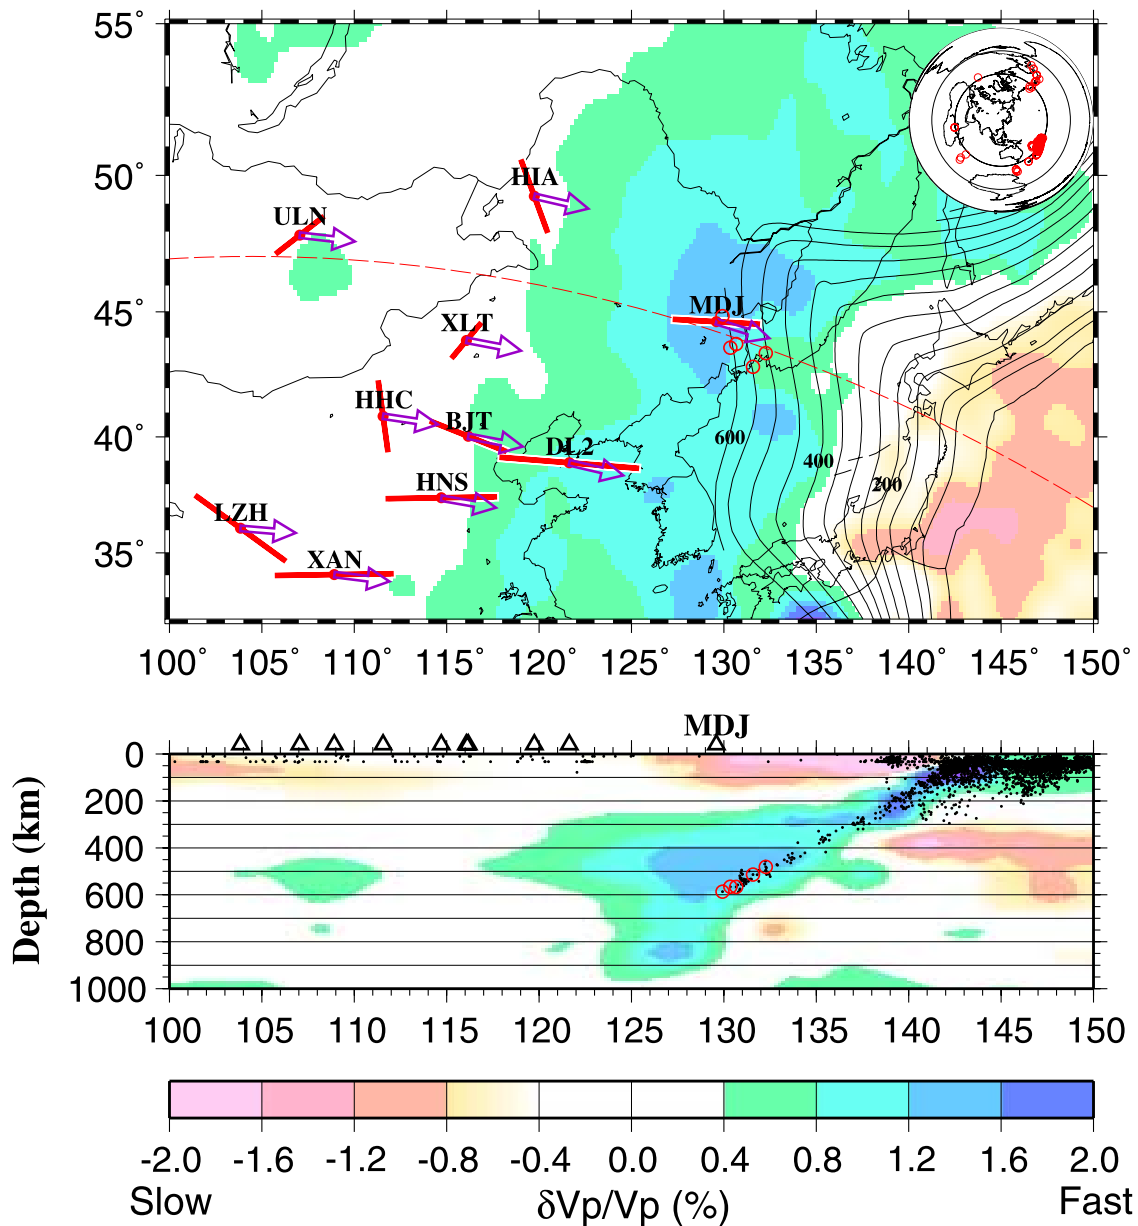 55°
50°
45°
40°
35°
HIA
ULN
MDJ
XLT
HHC
BJT
DL2
600
400
200
HNS
LZH
XAN
100° 105° 110° 115° 120° 125° 130° 135° 140° 145° 150°
MDJ
Depth (km)
0
200
400
600
800
1000
100 105 110 115 120 125 130 135 140 145 150
-2.0 -1.6 -1.2 -0.8 -0.4 0.0 0.4 0.8 1.2 1.6 2.0
Slow δVp/Vp (%) Fast